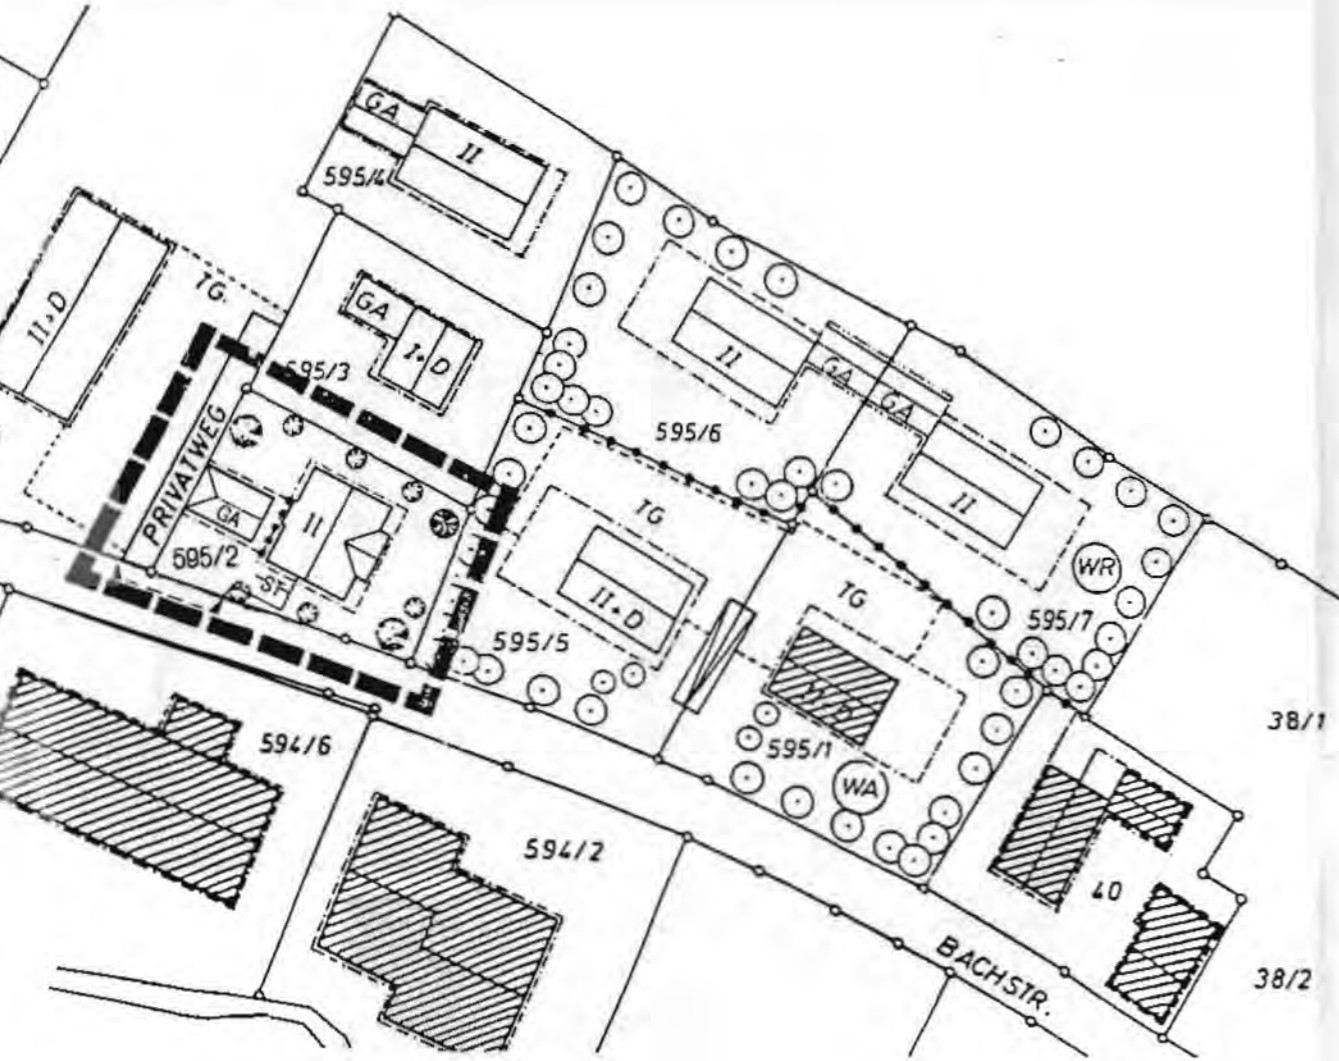 GA
II
595/4
TG.
II+D
GA
I+D
595/3
II
GA
GA
595/6
PRIVATWEG
II
595/2
GA
II
ST
TG
II+D
595/5
WR
TG
595/7
595/1
WA
594/6
38/1
594/2
40
BACHSTR.
38/2